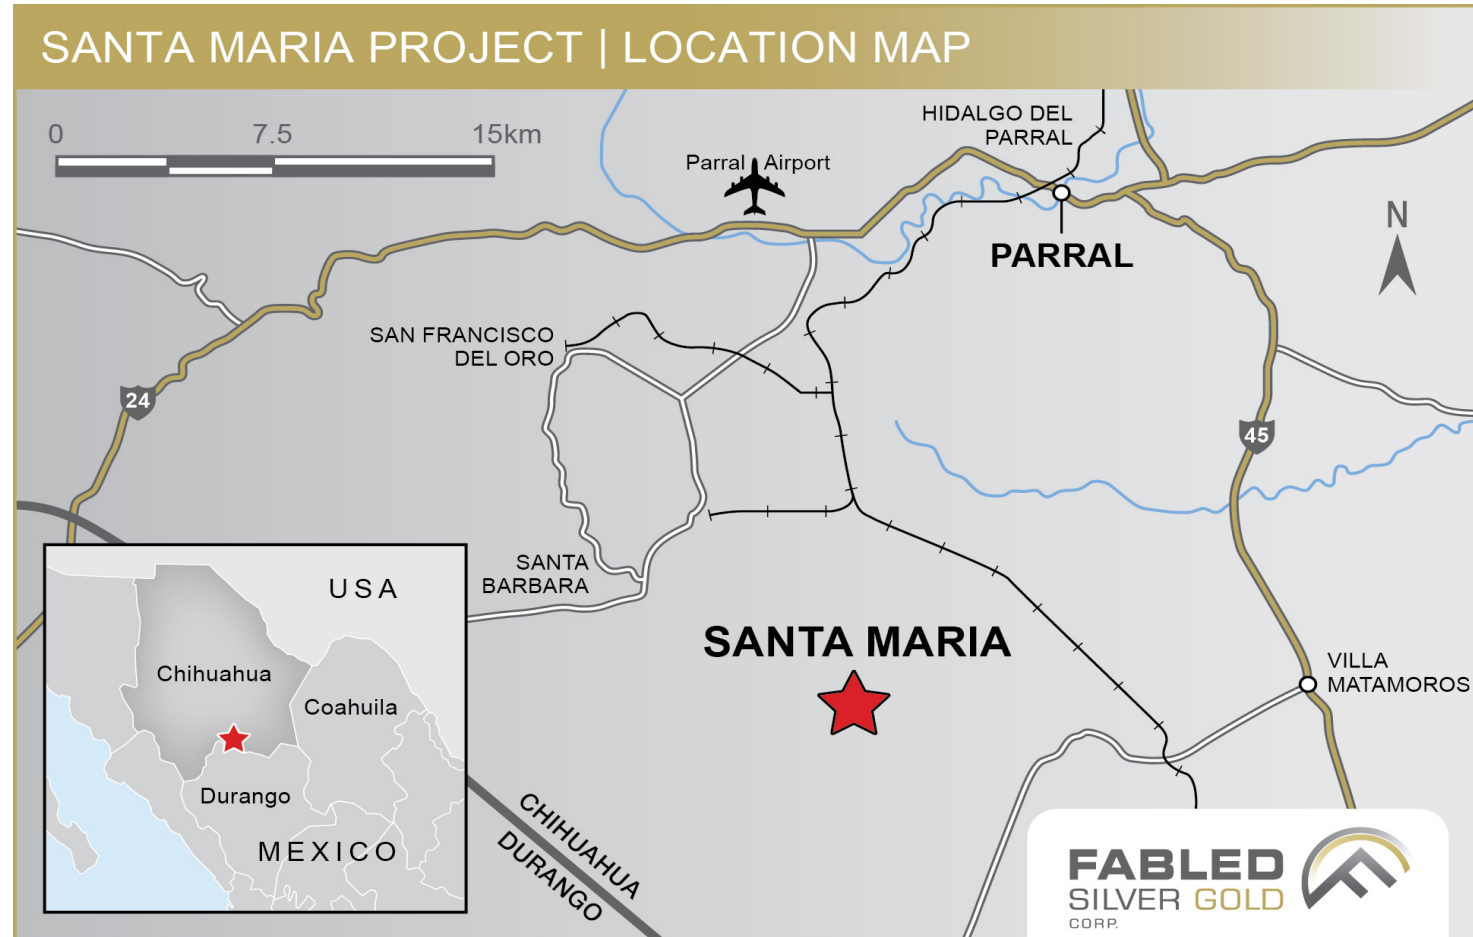 SANTA MARIA PROJECT | LOCATION MAP
0 7.5 15km
HIDALGO DEL
PARRAL
Parral Airport
N
PARRAL
SAN FRANCISCO
DEL ORO
24
45
SANTA
BARBARA
USA
SANTA MARIA
VILLA
MATAMOROS
Chihuahua
Coahuila
Durango
MEXICO
CHIHUAHUA
DURANGO
FABLED
SILVER GOLD
CORP.